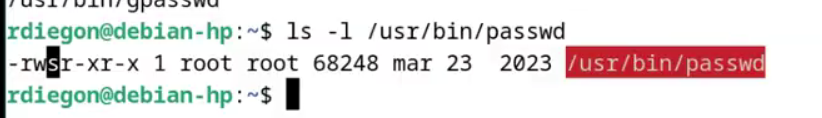 /usr/bin/gpasswd
rdiegon@debian-hp:~$ ls -l /usr/bin/passwd
-rwsr-xr-x 1 root root 68248 mar 23  2023 /usr/bin/passwd
rdiegon@debian-hp:~$